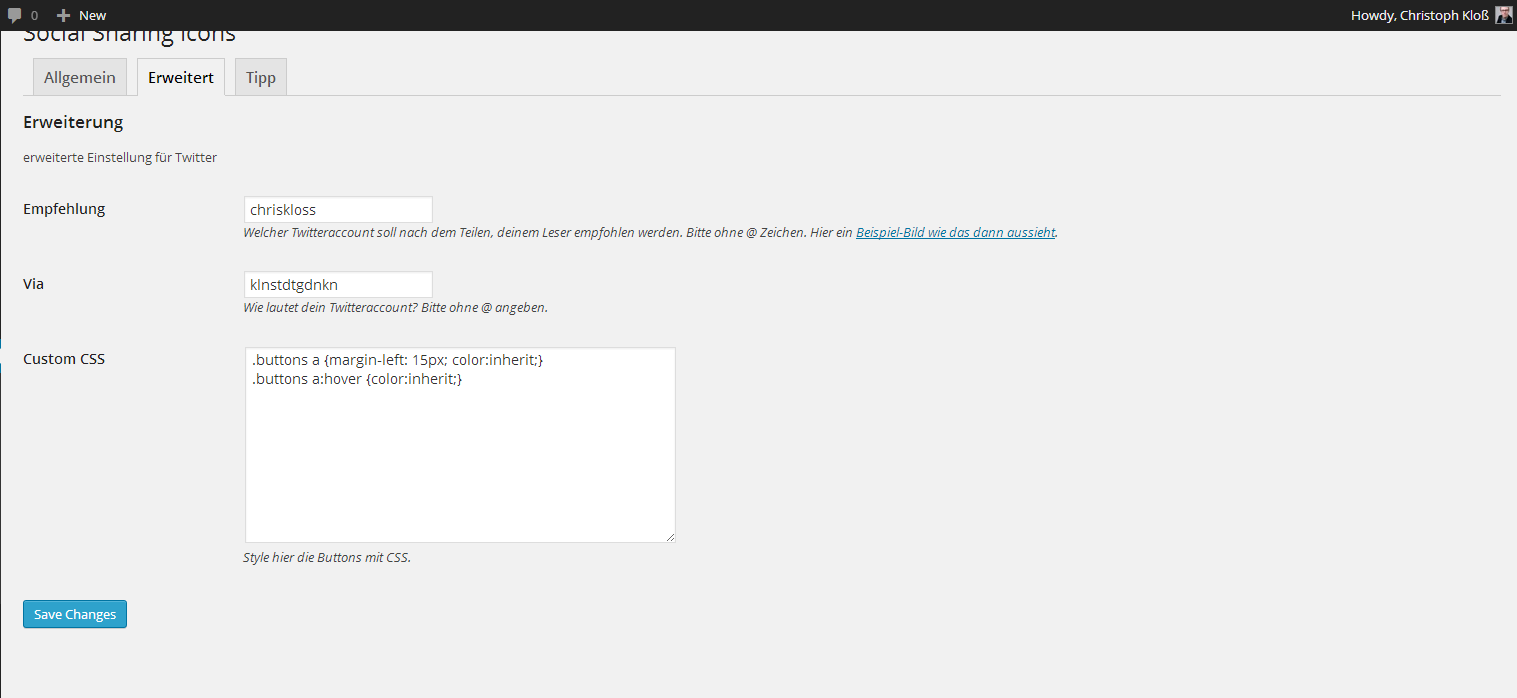 0 New Howdy, Christoph Kloß
Social Sharing Icons
Allgemein Erweitert Tipp
Erweiterung
erweiterte Einstellung für Twitter
Empfehlung chriskloss
Welcher Twitteraccount soll nach dem Teilen, deinem Leser empfohlen werden. Bitte ohne @ Zeichen. Hier ein Beispiel-Bild wie das dann aussieht.
Via klnstdtgdnkn
Wie lautet dein Twitteraccount? Bitte ohne @ angeben.
Custom CSS .buttons a {margin-left: 15px; color:inherit;}
.buttons a:hover {color:inherit;}
Style hier die Buttons mit CSS.
Save Changes